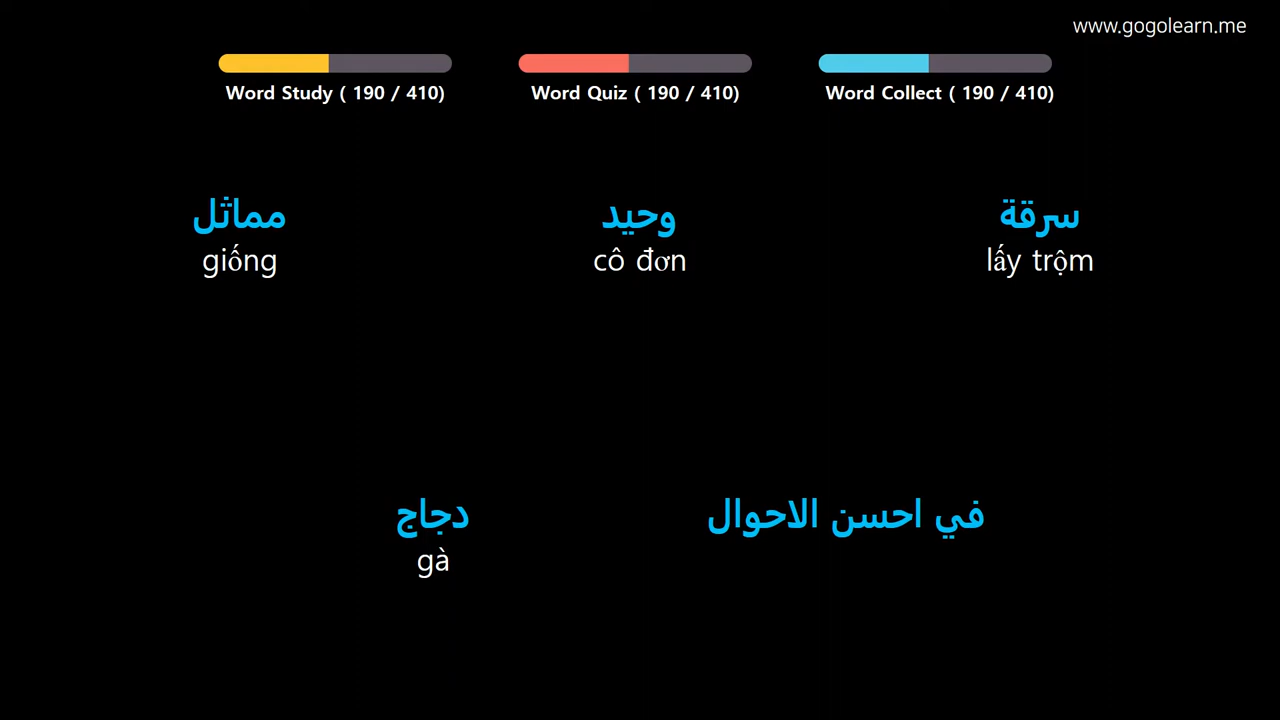 www.gogolearn.me
Word Study ( 190 / 410)
Word Quiz ( 190 / 410)
Word Collect ( 190 / 410)
مماثل
giống
وحيد
cô đơn
سرقة
lấy trộm
دجاج
gà
في احسن الاحوال